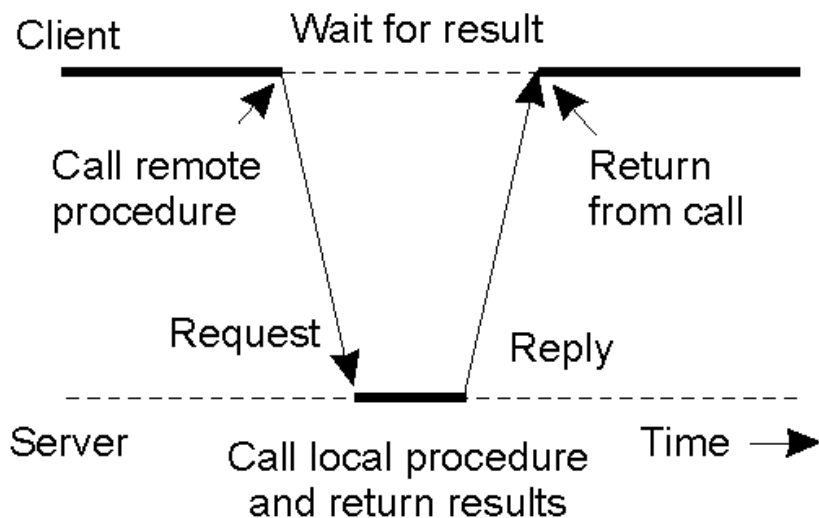 Client
Wait for result
Call remote
procedure
Return
from call
Request
Reply
Server
Call local procedure
and return results
Time